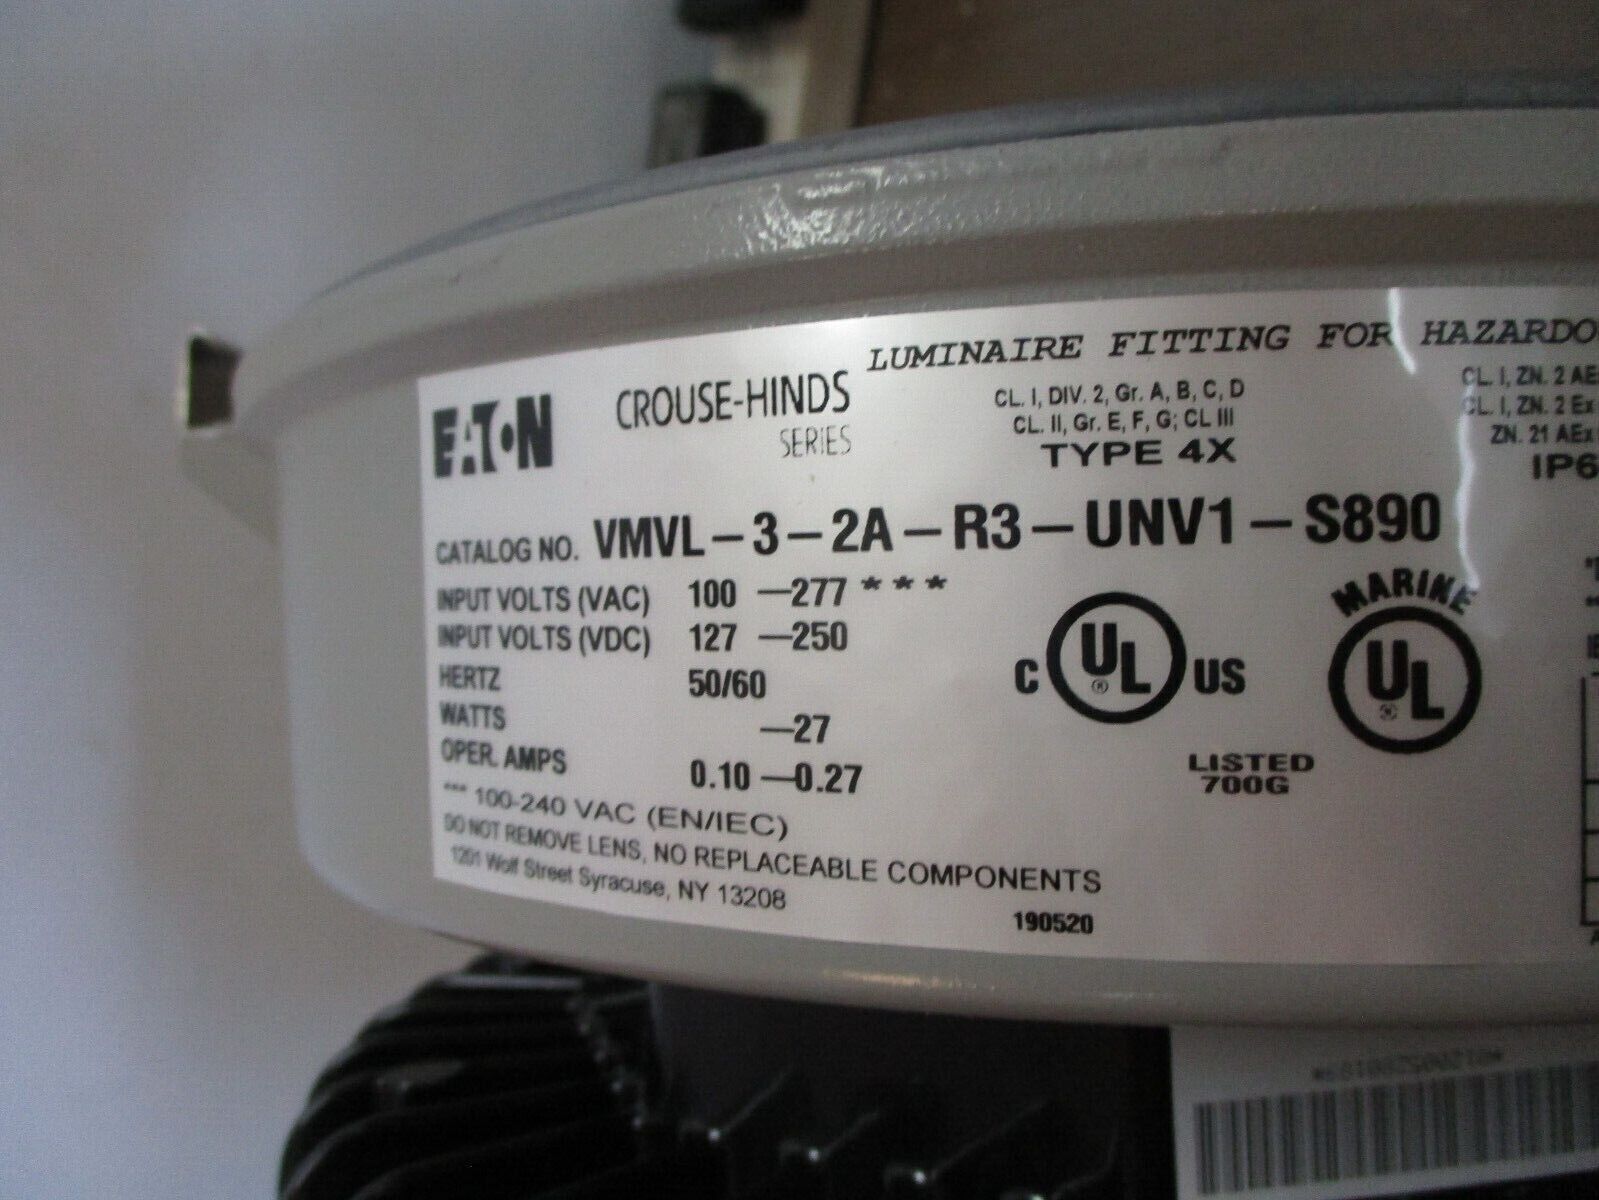 LUMINAIRE FITTING FOR HAZARDO
EATON
CROUSE-HINDS
SERIES
CL. I, DIV. 2, Gr. A, B, C, D
CL. II, Gr. E, F, G; CL III
TYPE 4X
CL. I, ZN. 2 AE
CL. I, ZN. 2 Ex
ZN. 21 AEx
IP6
CATALOG NO. VMVL-3-2A-R3-UNV1-S890
INPUT VOLTS (VAC) 100 —277 ***
INPUT VOLTS (VDC) 127 —250
HERTZ 50/60
WATTS —27
OPER. AMPS 0.10 —0.27
*** 100-240 VAC (EN/IEC)
DO NOT REMOVE LENS, NO REPLACEABLE COMPONENTS
1201 Wolf Street Syracuse, NY 13208
190520
C UL ® US
MARINE
UL
LISTED
700G